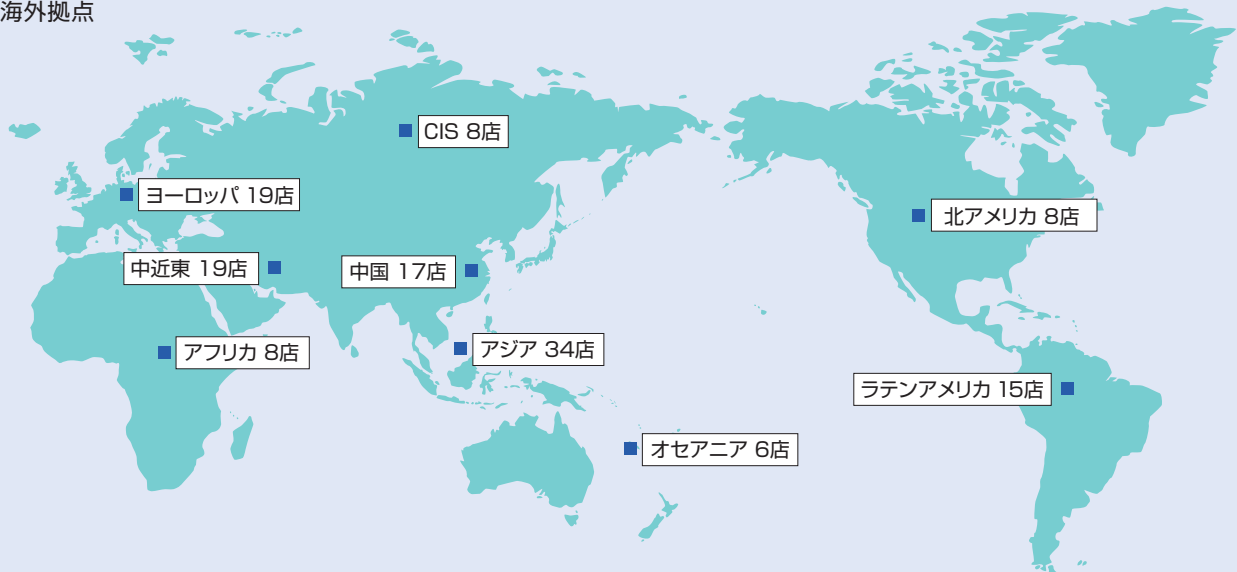 海外拠点
CIS 8店
ヨーロッパ 19店
北アメリカ 8店
中近東 19店
中国 17店
アフリカ 8店
アジア 34店
ラテンアメリカ 15店
オセアニア 6店